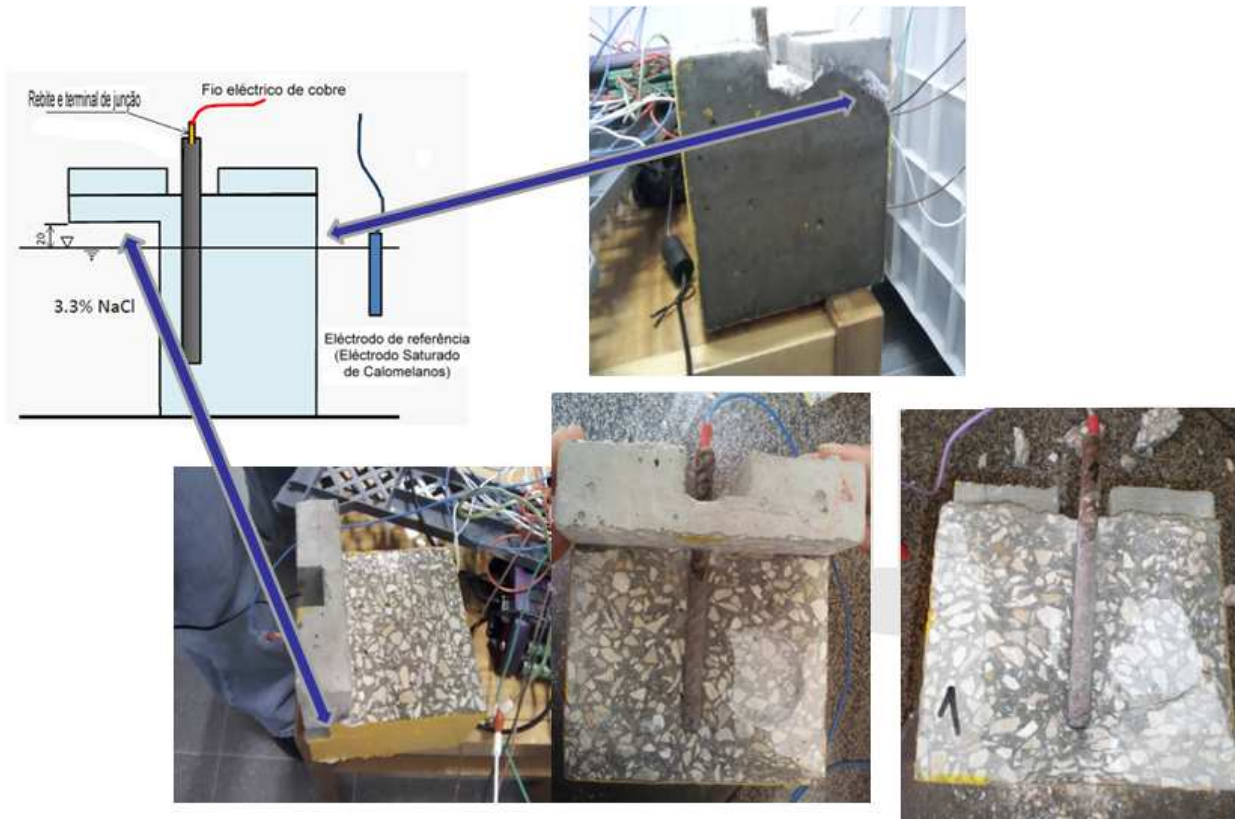 Fio eléctrico de cobre
Rebite e terminal de junção
20
3.3% NaCl
Eléctrodo de referência
(Eléctrodo Saturado
de Calomelanos)
1